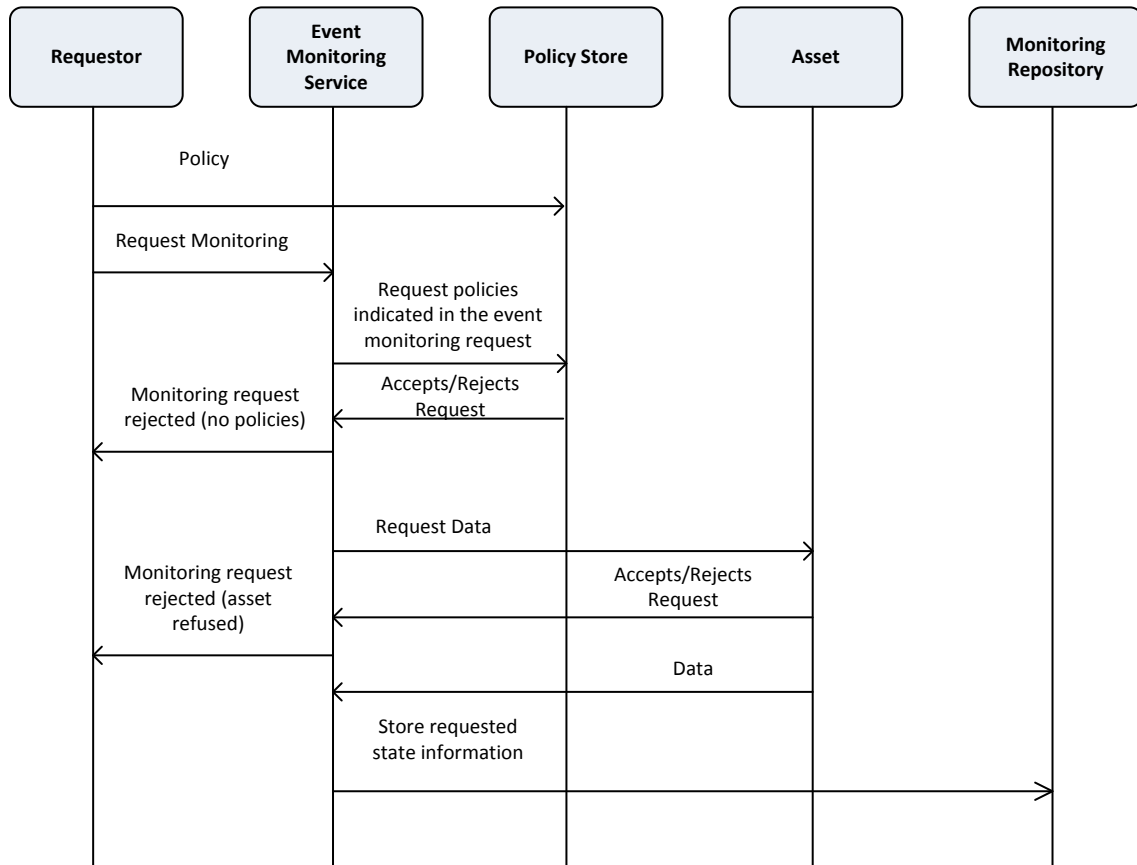 Requestor
Event
Monitoring
Service
Policy Store
Asset
Monitoring
Repository
Policy
Request Monitoring
Request policies
indicated in the event
monitoring request
Accepts/Rejects
Request
Monitoring request
rejected (no policies)
Request Data
Accepts/Rejects
Request
Monitoring request
rejected (asset
refused)
Data
Store requested
state information